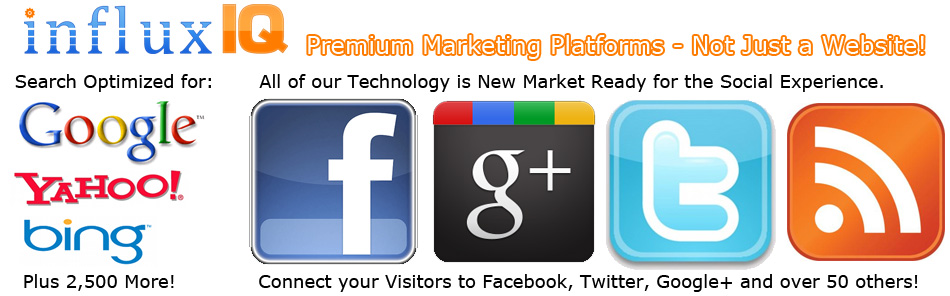 influxIQ Premium Marketing Platforms - Not Just a Website!
Search Optimized for:
All of our Technology is New Market Ready for the Social Experience.
Google™
YAHOO!
bing™
f
g+
t
Plus 2,500 More!
Connect your Visitors to Facebook, Twitter, Google+ and over 50 others!